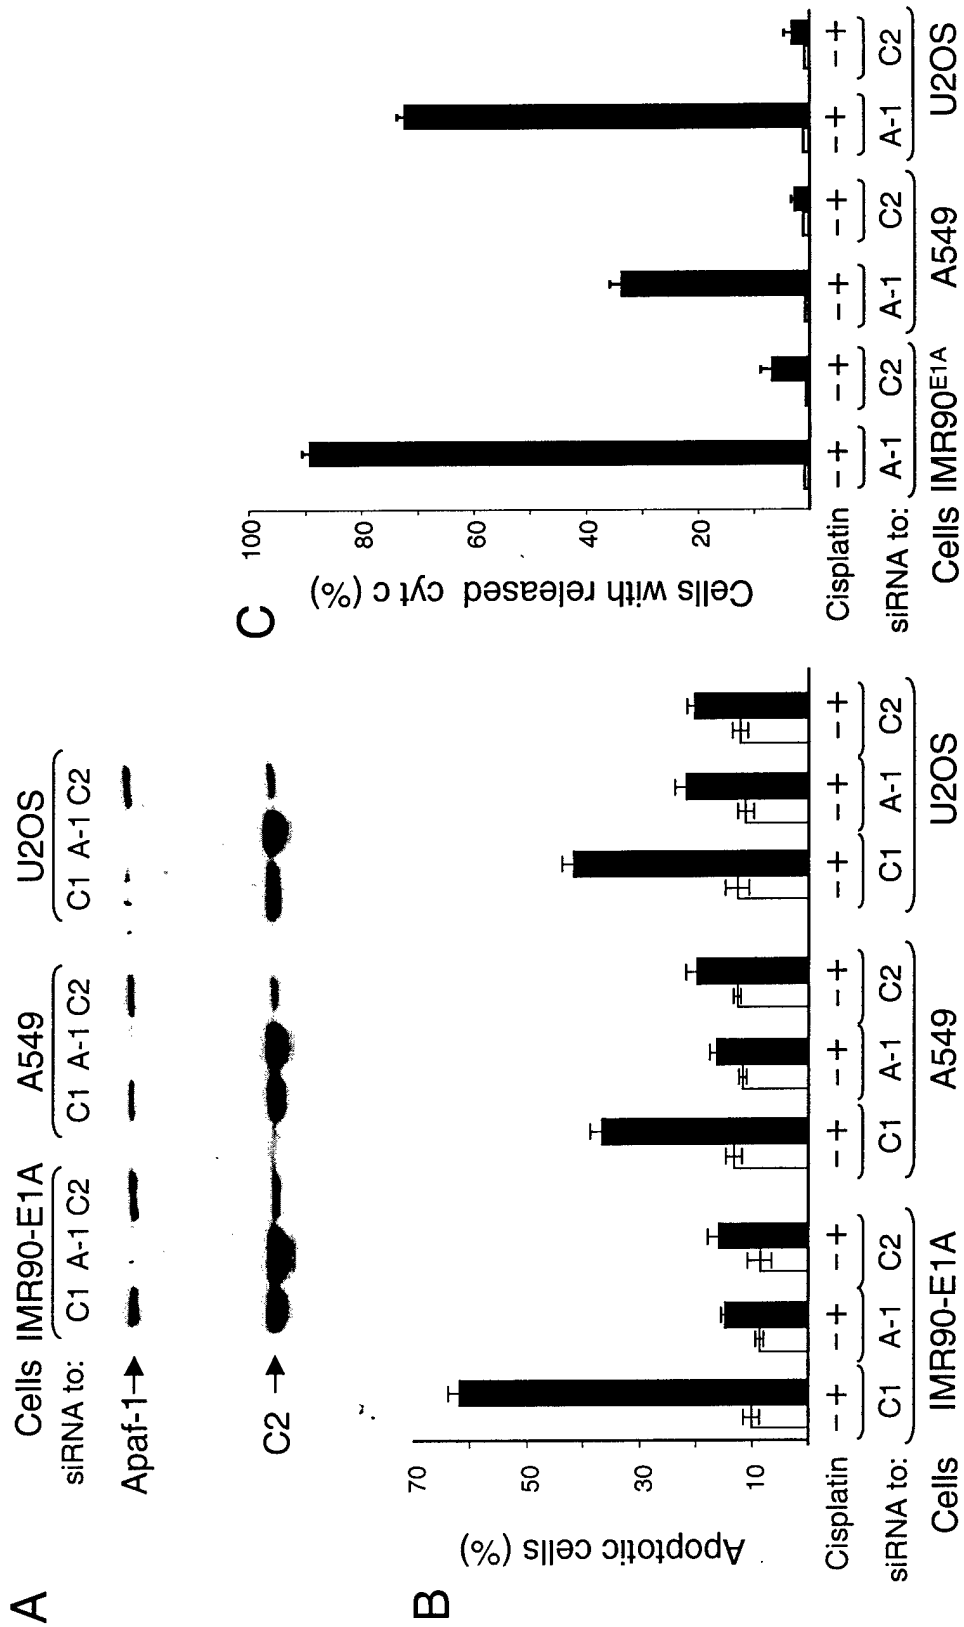 A
Cells IMR90-E1A A549 U2OS
siRNA to: C1 A-1 C2 C1 A-1 C2 C1 A-1 C2
Apaf-1
C2
B
Apoptotic cells (%)
70
50
30
10
Cisplatin − + − + − + − + − + − + − + − + − +
siRNA to: C1 A-1 C2 C1 A-1 C2 C1 A-1 C2
Cells IMR90-E1A A549 U2OS
C
Cells with released cyt c (%)
100
80
60
40
20
Cisplatin − + − + − + − + − + − +
siRNA to: A-1 C2 A-1 C2 A-1 C2
Cells IMR90E1A A549 U2OS